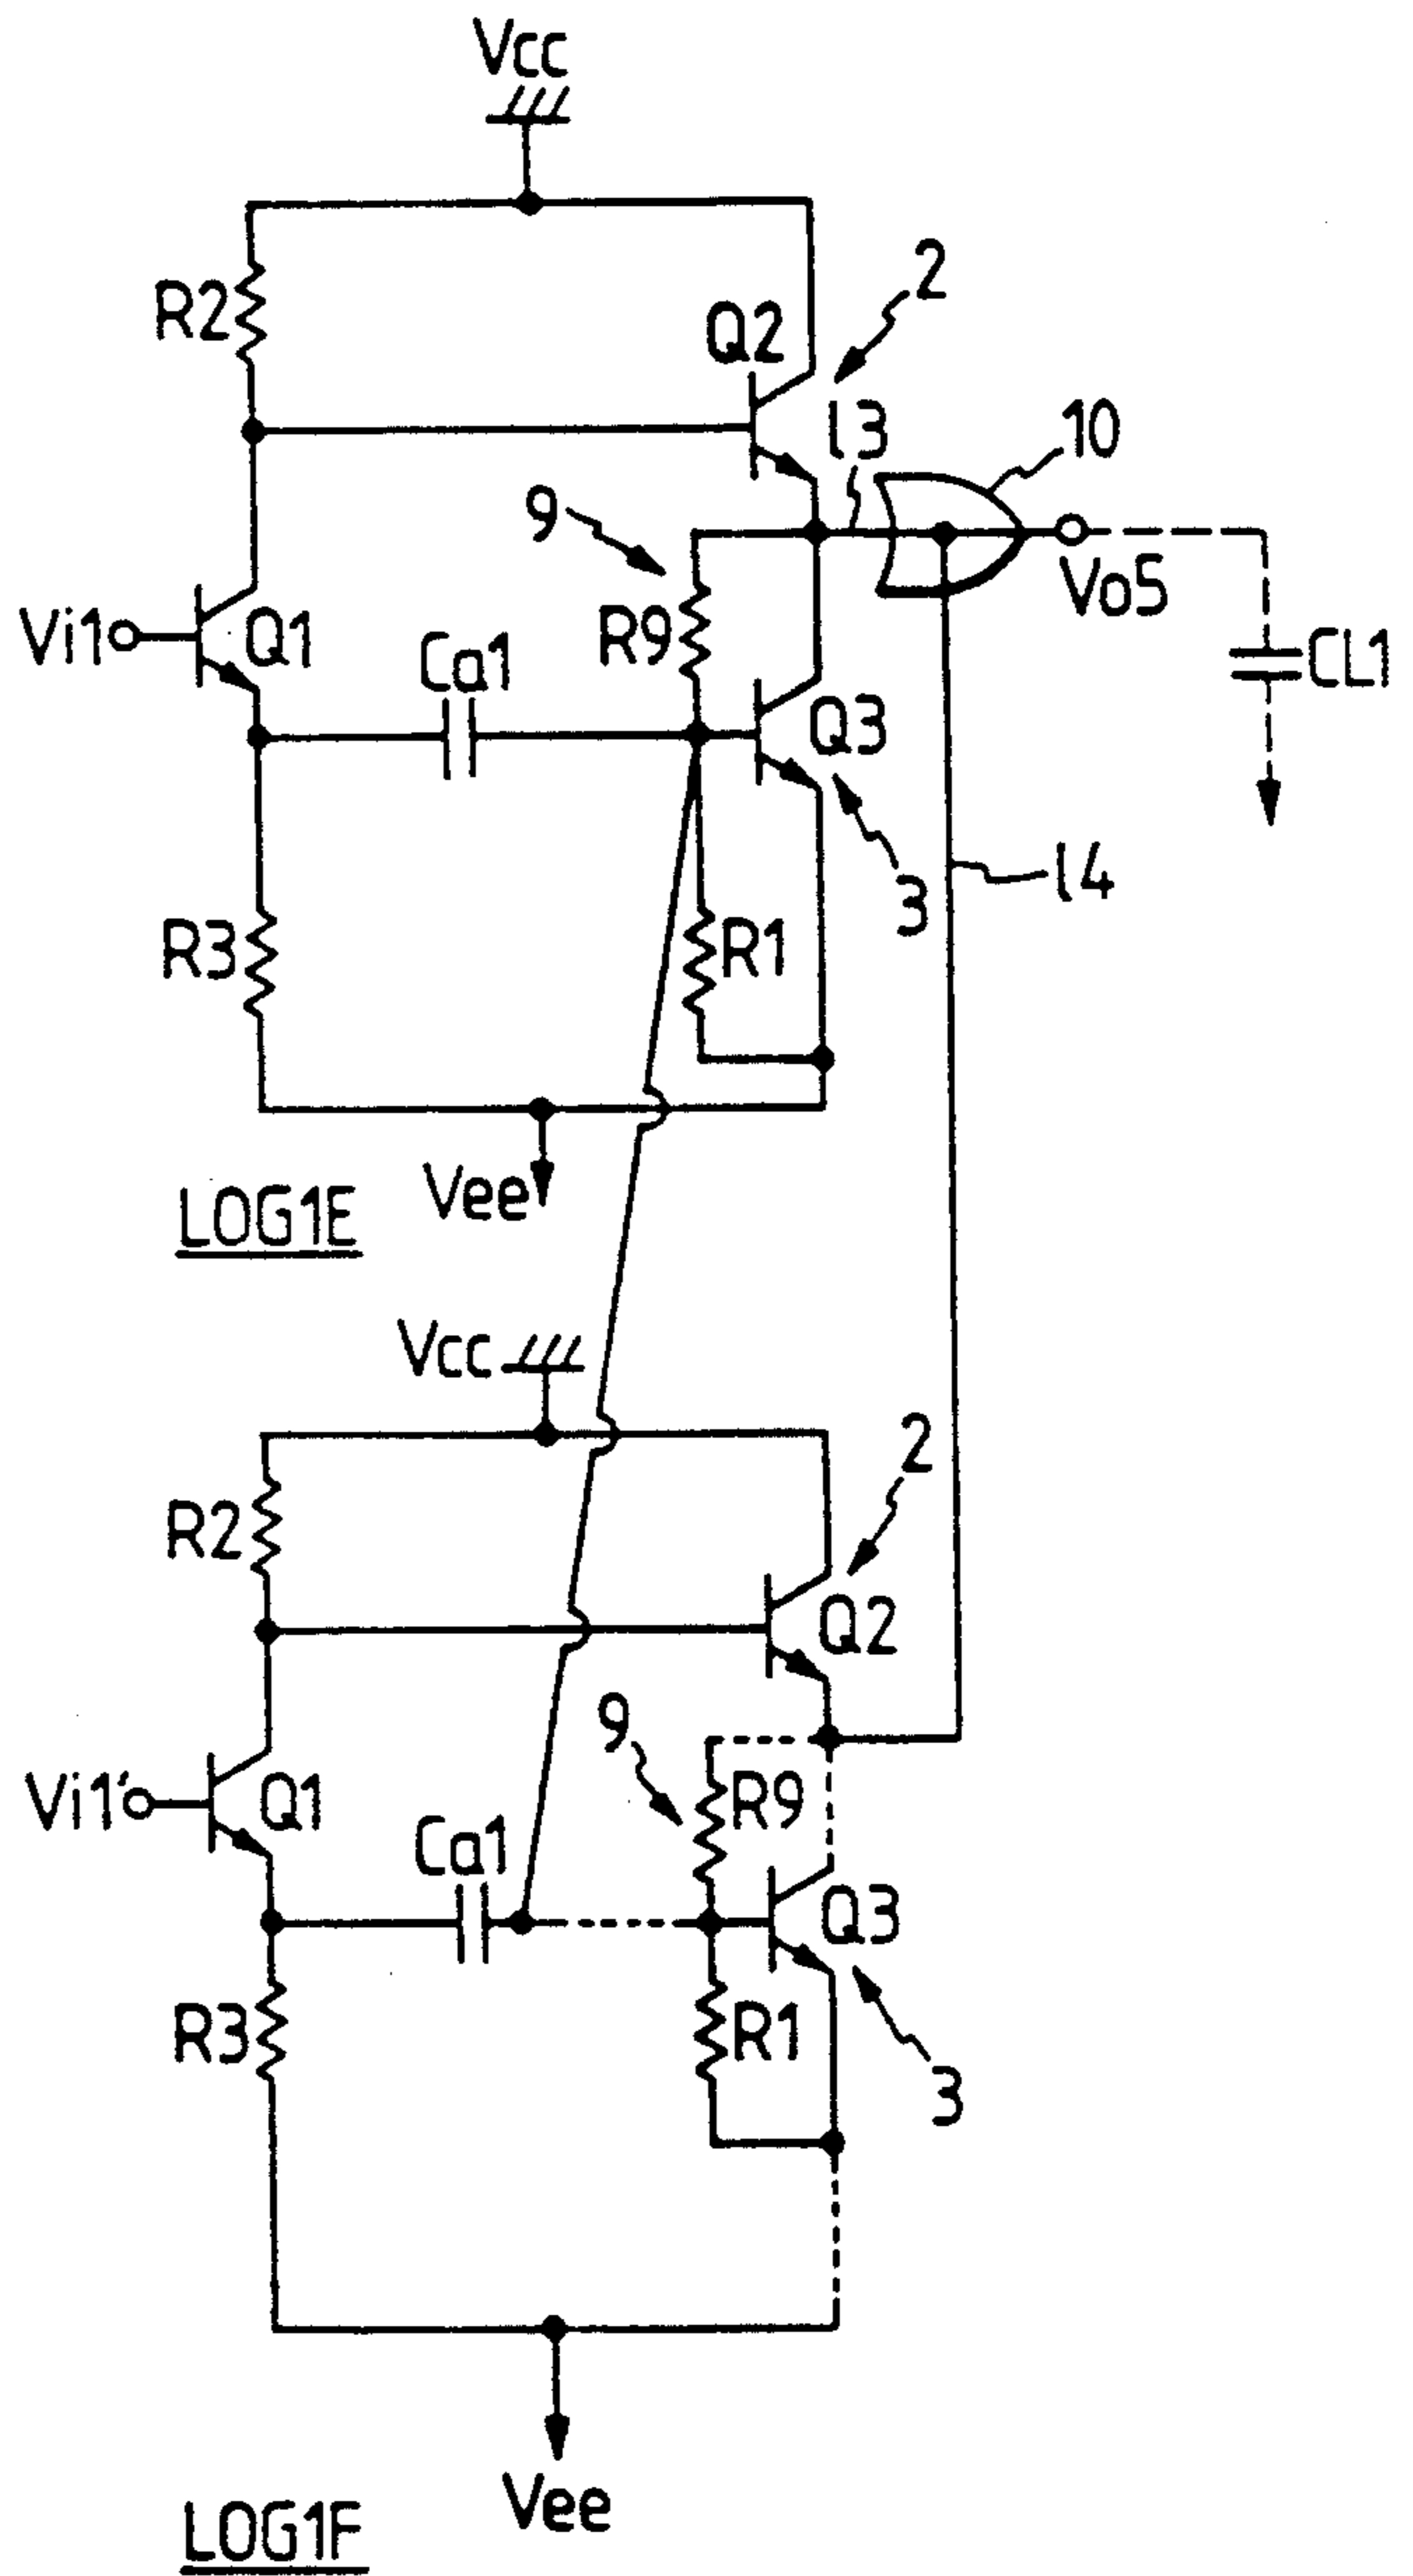 Vcc
R2
Q2
2
l3
10
9
Vi1
Q1
Ca1
R9
Vo5
CL1
Q3
l4
3
R3
R1
Vee
LOG1E
Vcc
2
R2
Q2
9
R9
Vi1'
Q1
Ca1
Q3
R3
R1
3
Vee
LOG1F